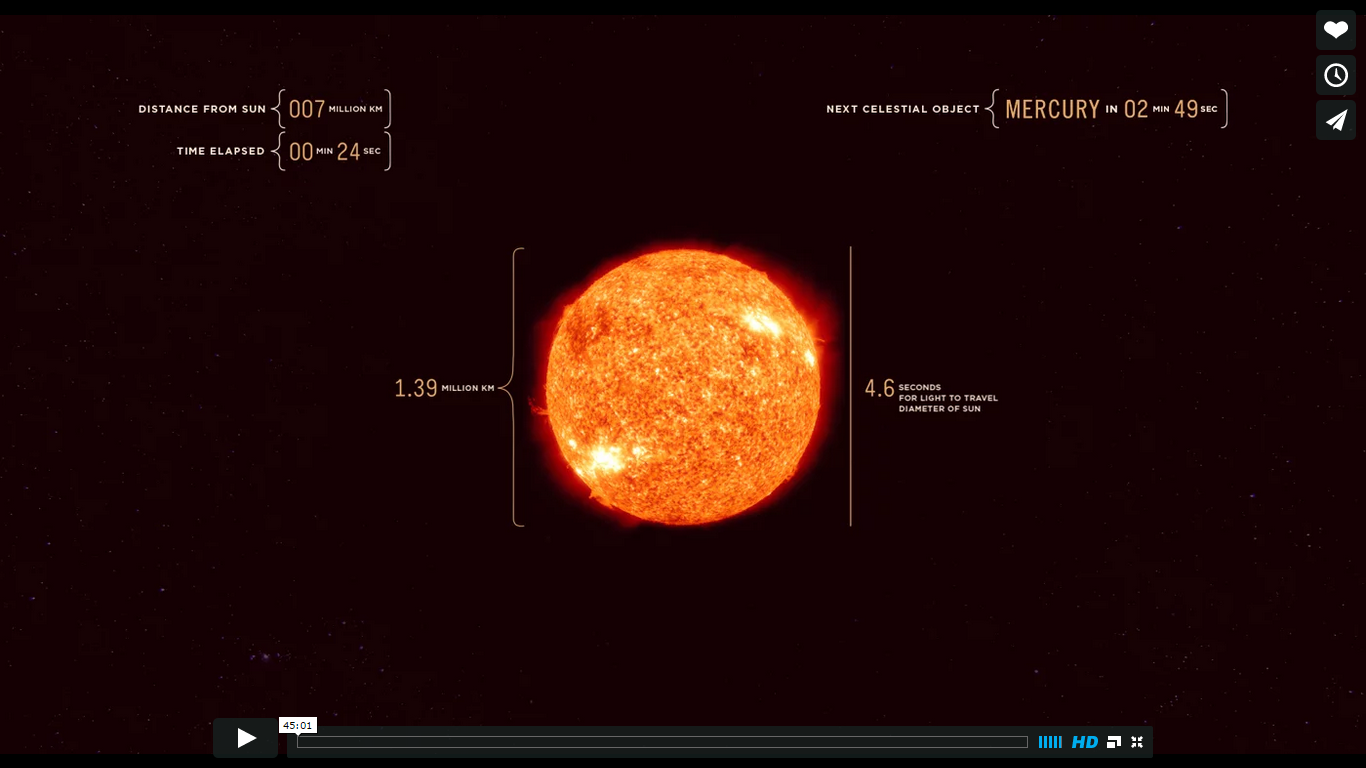 DISTANCE FROM SUN 007 MILLION KM
TIME ELAPSED 00 MIN 24 SEC
NEXT CELESTIAL OBJECT MERCURY IN 02 MIN 49 SEC
1.39 MILLION KM
4.6 SECONDS
FOR LIGHT TO TRAVEL
DIAMETER OF SUN
45:01
HD